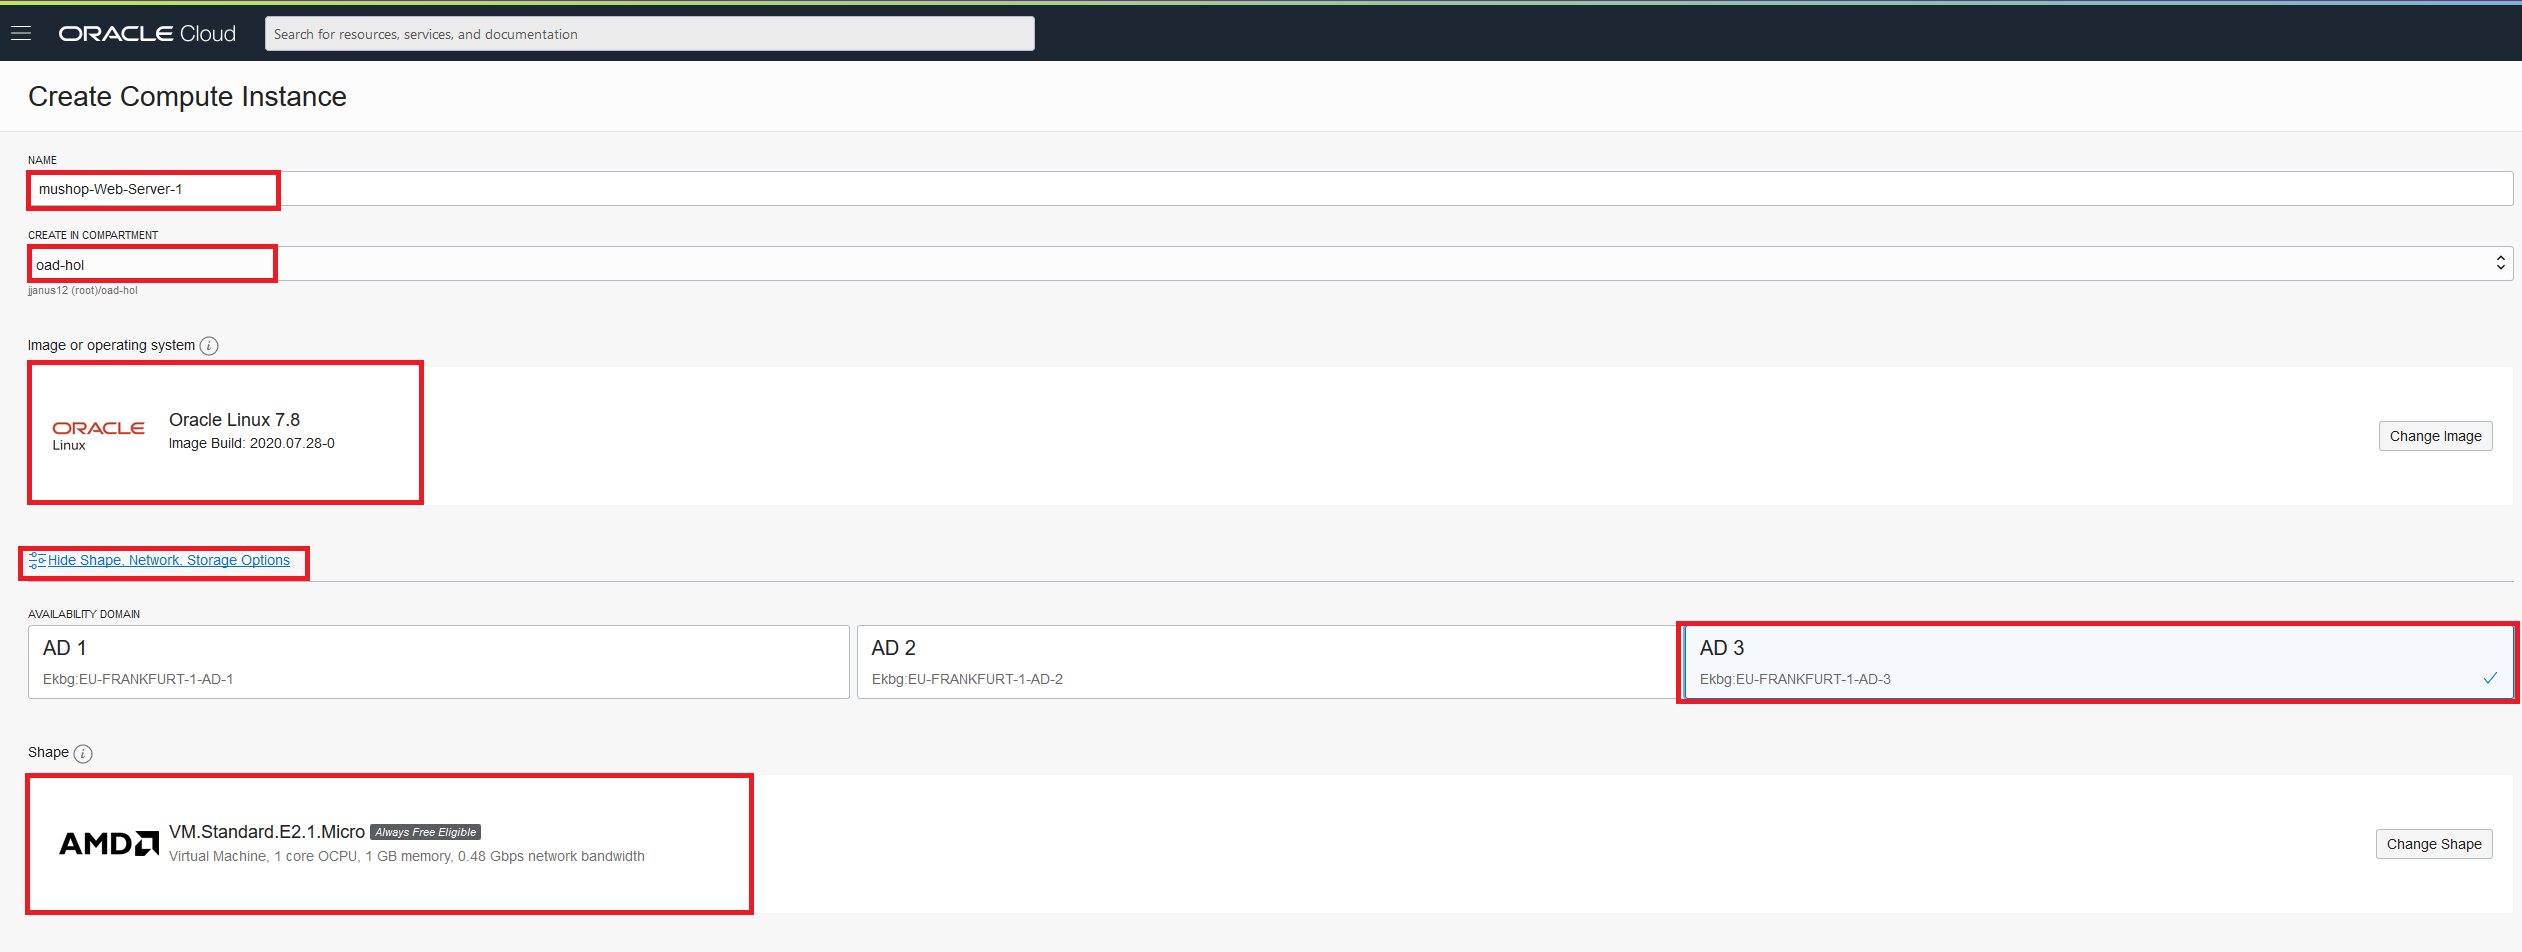 ORACLE Cloud
Search for resources, services, and documentation
Create Compute Instance
NAME
mushop-Web-Server-1
CREATE IN COMPARTMENT
oad-hol
jjanus12 (root)/oad-hol
Image or operating system i
ORACLE
Linux
Oracle Linux 7.8
Image Build: 2020.07.28-0
Change Image
Hide Shape, Network, Storage Options
AVAILABILITY DOMAIN
AD 1
Ekbg:EU-FRANKFURT-1-AD-1
AD 2
Ekbg:EU-FRANKFURT-1-AD-2
AD 3
Ekbg:EU-FRANKFURT-1-AD-3
Shape i
AMD
VM.Standard.E2.1.Micro Always Free Eligible
Virtual Machine, 1 core OCPU, 1 GB memory, 0.48 Gbps network bandwidth
Change Shape